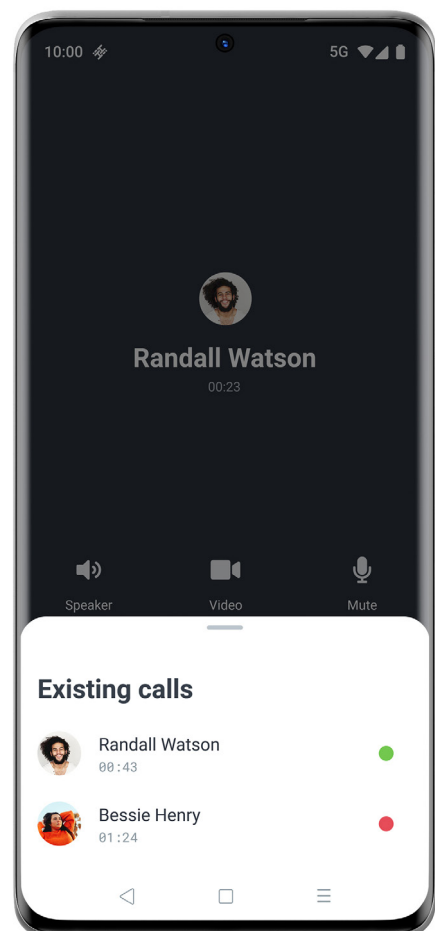 10:00 5G
Randall Watson
00:23
Speaker Video Mute
Existing calls
Randall Watson
00:43
Bessie Henry
01:24